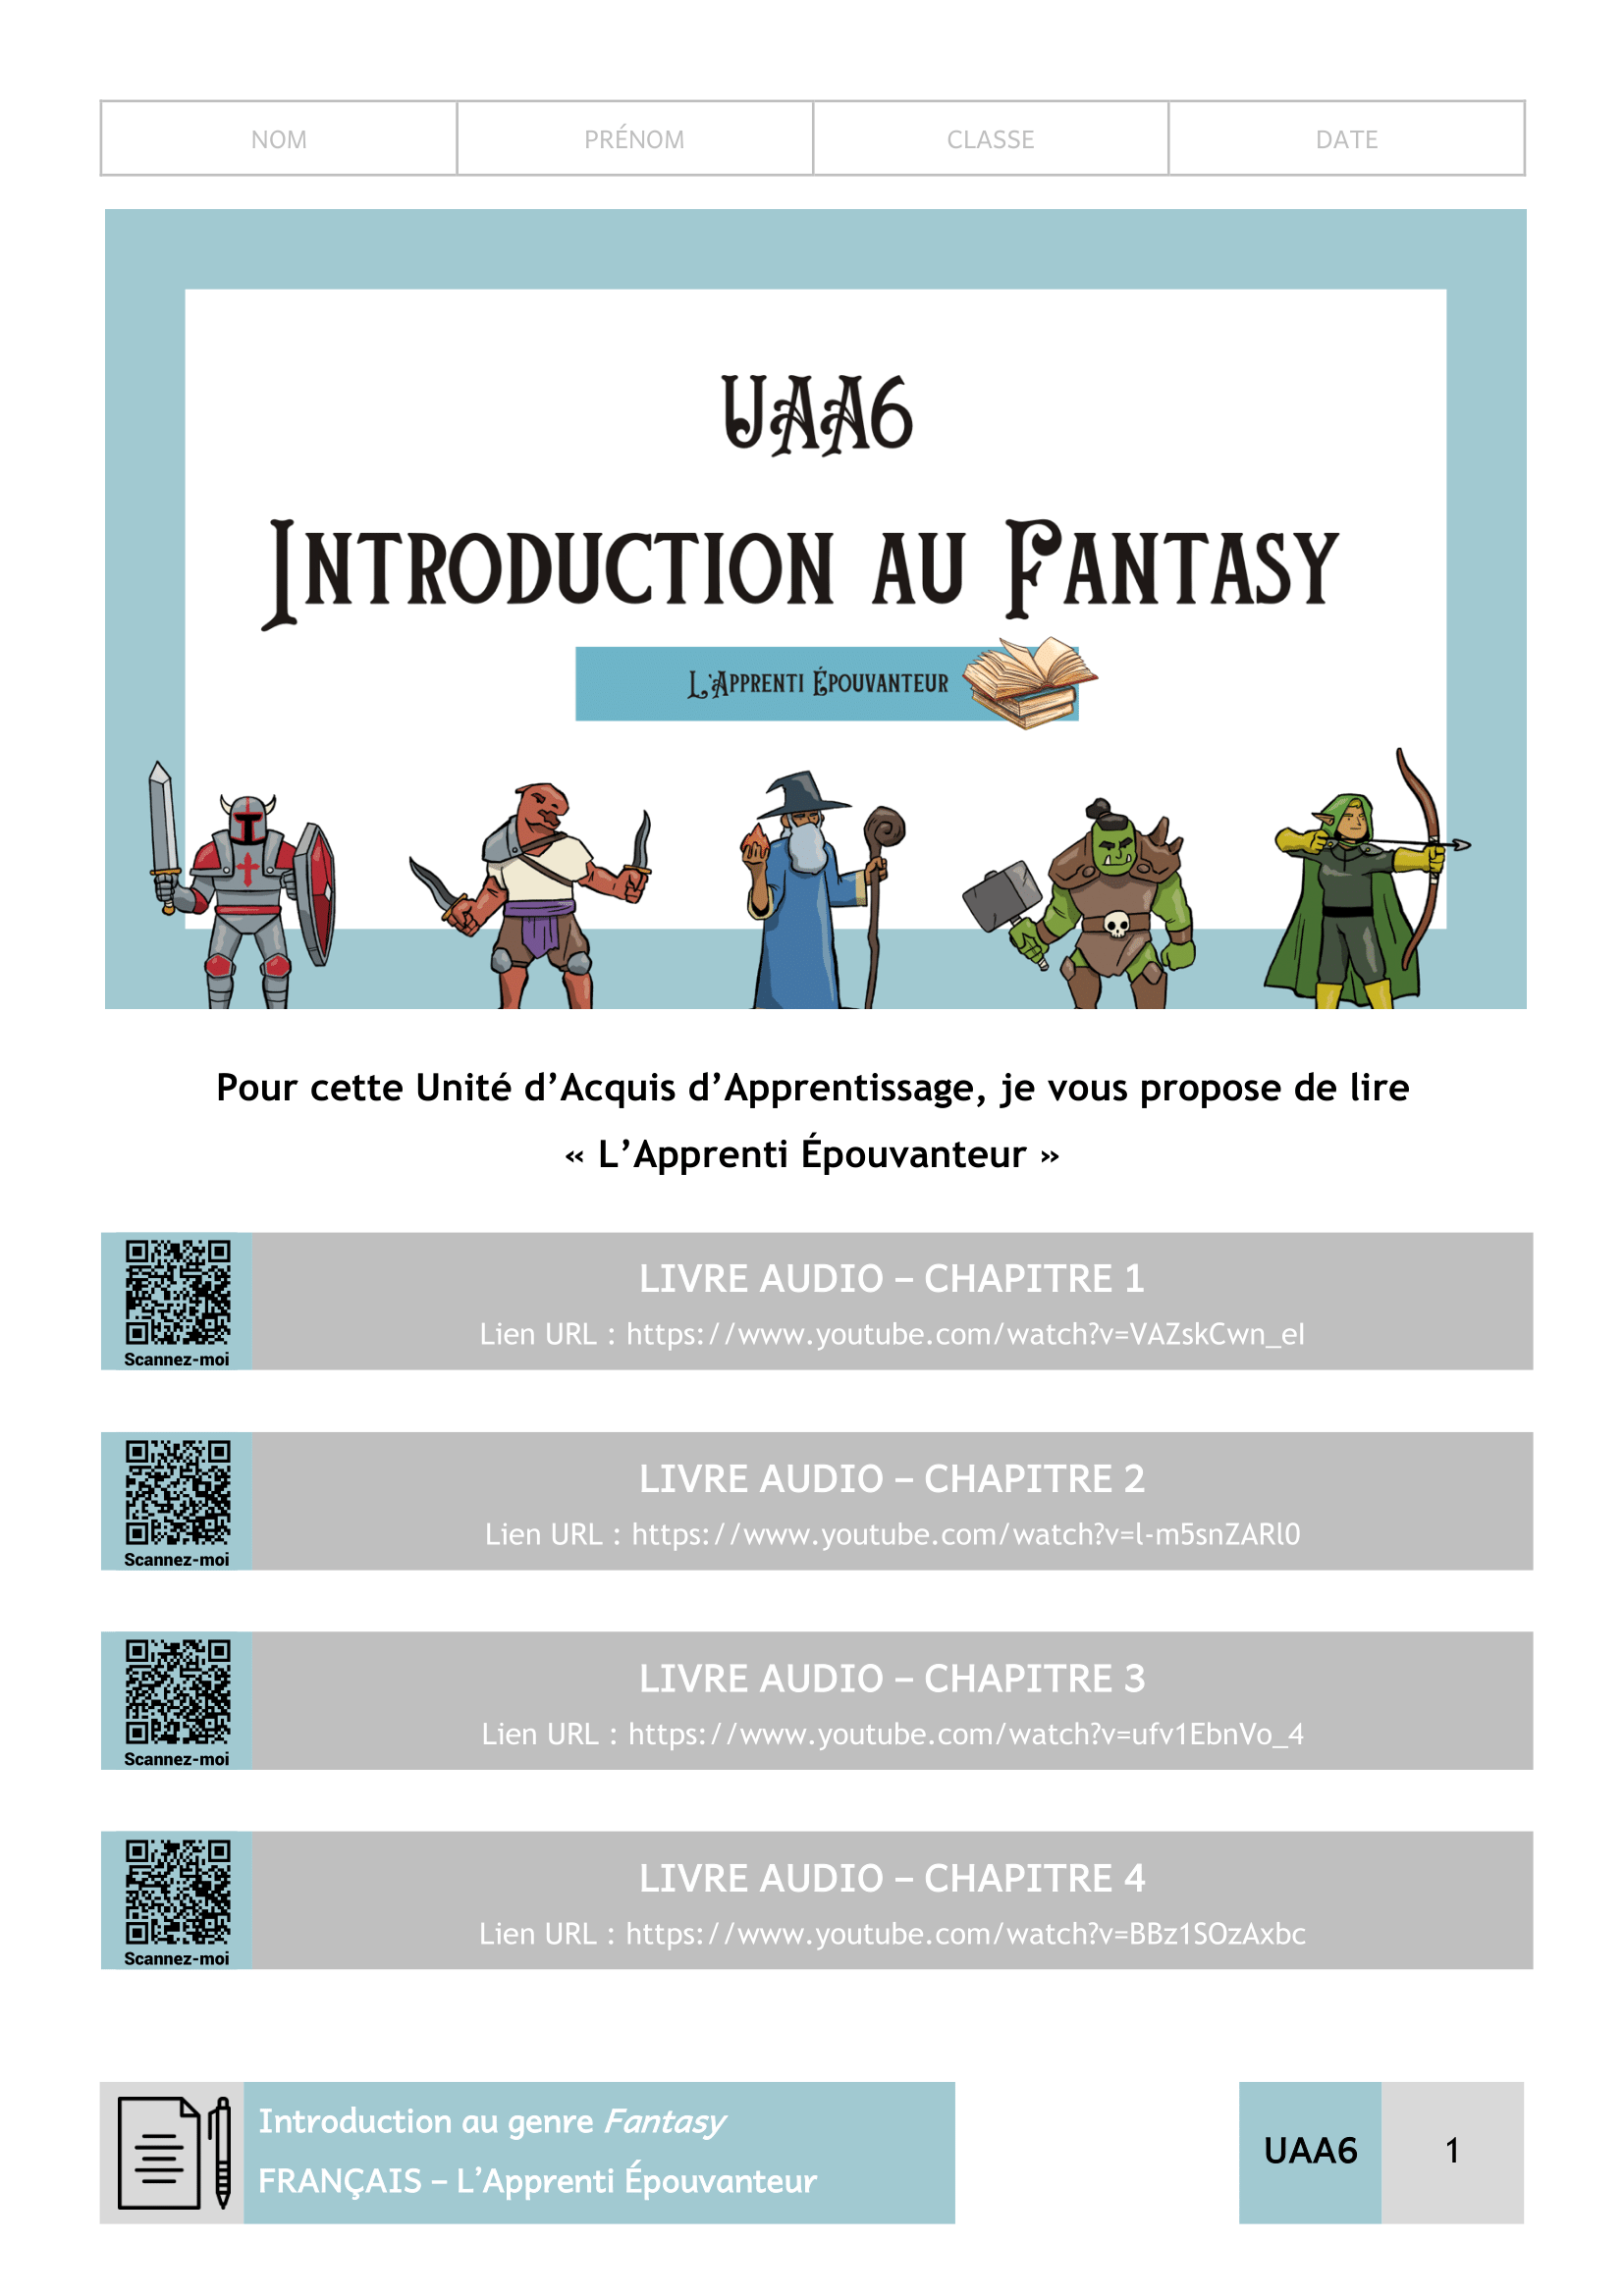 NOM PRÉNOM CLASSE DATE
UAA6
INTRODUCTION AU FANTASY
L'APPRENTI ÉPOUVANTEUR
Pour cette Unité d’Acquis d’Apprentissage, je vous propose de lire
« L’Apprenti Épouvanteur »
LIVRE AUDIO – CHAPITRE 1
Lien URL : https://www.youtube.com/watch?v=VAZskCwn_eI
Scannez-moi
LIVRE AUDIO – CHAPITRE 2
Lien URL : https://www.youtube.com/watch?v=l-m5snZARl0
Scannez-moi
LIVRE AUDIO – CHAPITRE 3
Lien URL : https://www.youtube.com/watch?v=ufv1EbnVo_4
Scannez-moi
LIVRE AUDIO – CHAPITRE 4
Lien URL : https://www.youtube.com/watch?v=BBz1SOzAxbc
Scannez-moi
Introduction au genre Fantasy
FRANÇAIS – L’Apprenti Épouvanteur
UAA6 1